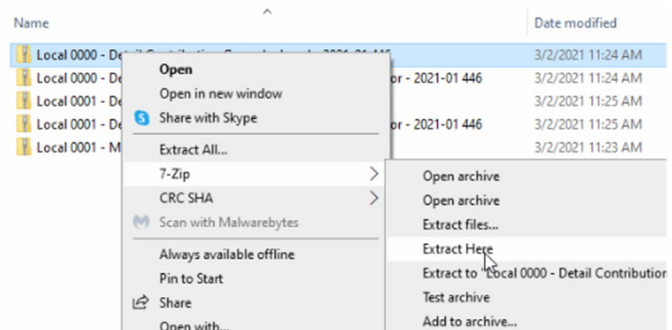 Name Date modified
Local 0000 - De 3/2/2021 11:24 AM
Local 0000 - De or - 2021-01 446 3/2/2021 11:24 AM
Local 0001 - De 3/2/2021 11:25 AM
Local 0001 - De or - 2021-01 446 3/2/2021 11:25 AM
Local 0001 - M 3/2/2021 11:23 AM
Open
Open in new window
Share with Skype
Extract All...
7-Zip
CRC SHA
Scan with Malwarebytes
Always available offline
Pin to Start
Share
Open with...
Open archive
Open archive
Extract files...
Extract Here
Extract to "Local 0000 - Detail Contribution
Test archive
Add to archive...